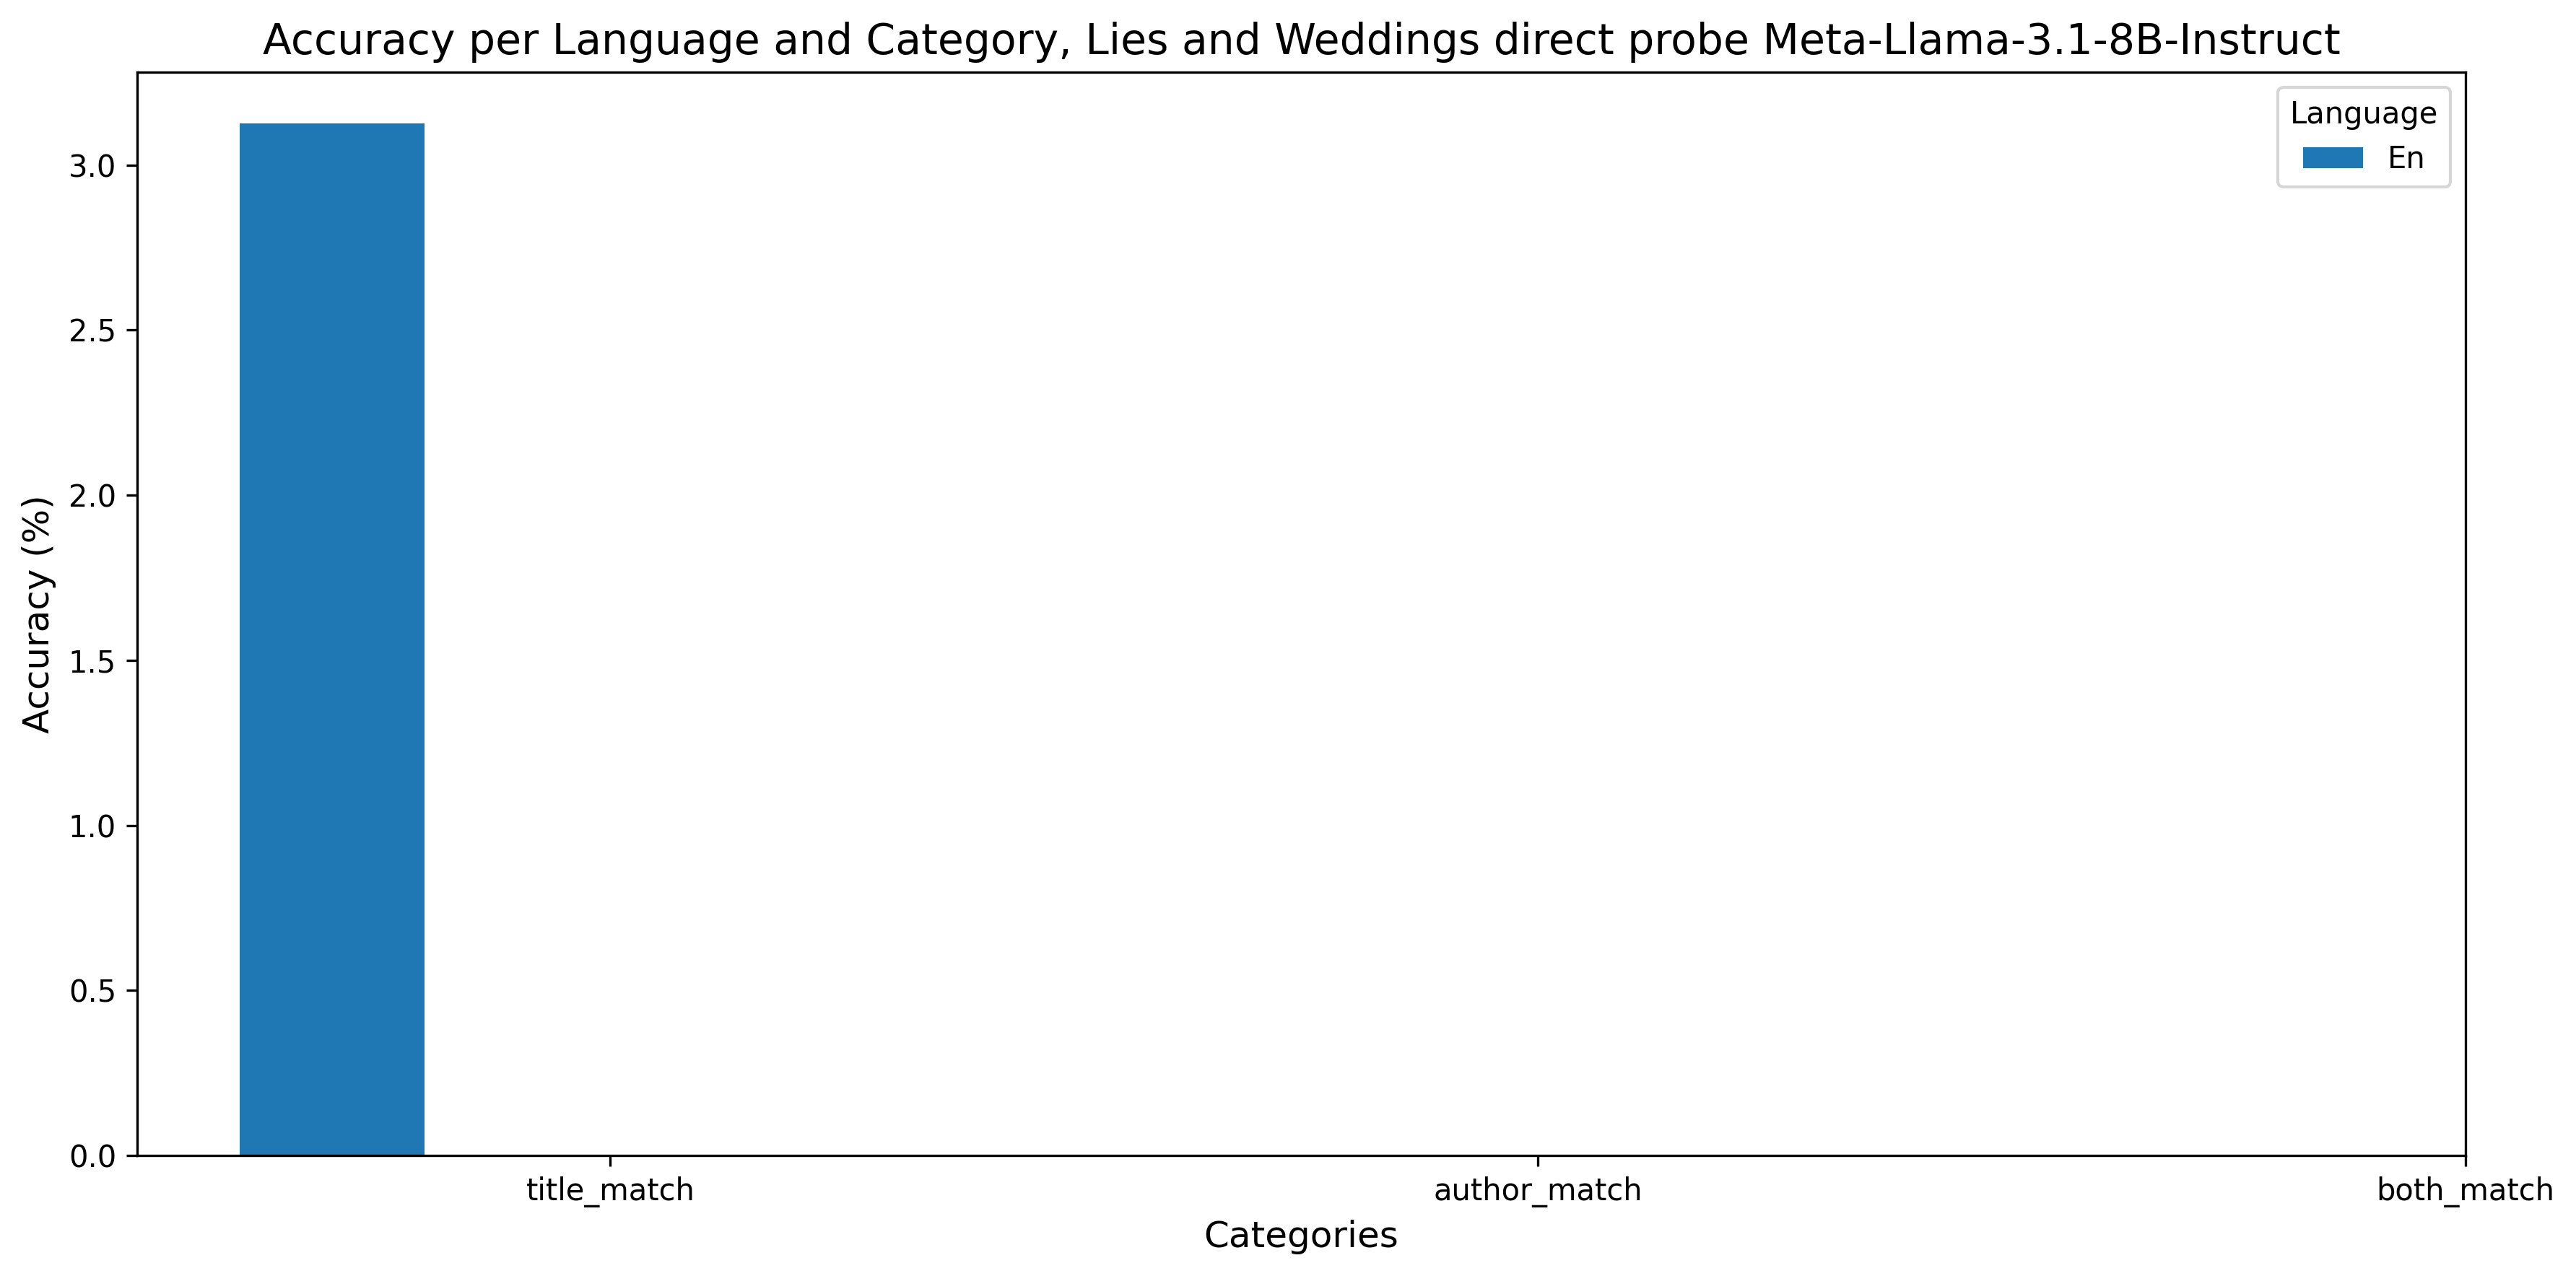 Accuracy per Language and Category, Lies and Weddings direct probe Meta-Llama-3.1-8B-Instruct
Language
En
Accuracy (%)
3.0
2.5
2.0
1.5
1.0
0.5
0.0
title_match
author_match
both_match
Categories